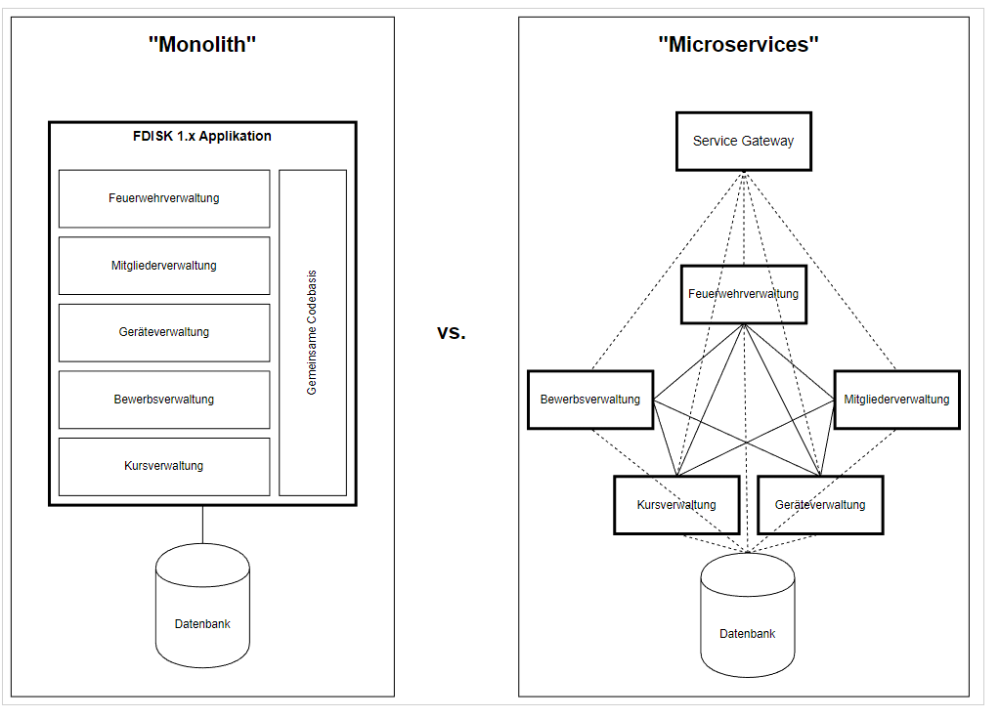 "Monolith"
FDISK 1.x Applikation
Feuerwehrverwaltung
Mitgliederverwaltung
Geräteverwaltung
Bewerbsverwaltung
Kursverwaltung
Gemeinsame Codebasis
Datenbank
vs.
"Microservices"
Service Gateway
Feuerwehrverwaltung
Bewerbsverwaltung
Mitgliederverwaltung
Kursverwaltung
Geräteverwaltung
Datenbank